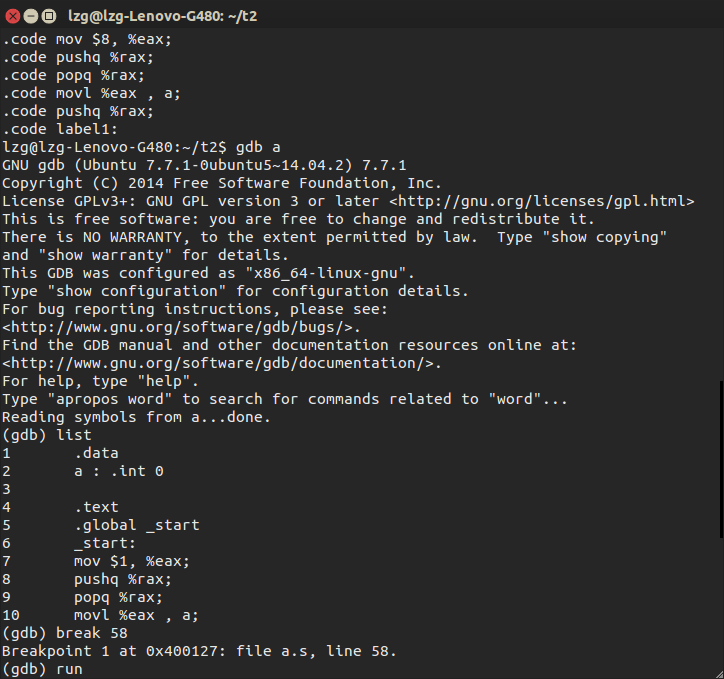 lzg@lzg-Lenovo-G480: ~/t2
.code mov $8, %eax;
.code pushq %rax;
.code popq %rax;
.code movl %eax , a;
.code pushq %rax;
.code label1:
lzg@lzg-Lenovo-G480:~/t2$ gdb a
GNU gdb (Ubuntu 7.7.1-0ubuntu5~14.04.2) 7.7.1
Copyright (C) 2014 Free Software Foundation, Inc.
License GPLv3+: GNU GPL version 3 or later <http://gnu.org/licenses/gpl.html>
This is free software: you are free to change and redistribute it.
There is NO WARRANTY, to the extent permitted by law.  Type "show copying"
and "show warranty" for details.
This GDB was configured as "x86_64-linux-gnu".
Type "show configuration" for configuration details.
For bug reporting instructions, please see:
<http://www.gnu.org/software/gdb/bugs/>.
Find the GDB manual and other documentation resources online at:
<http://www.gnu.org/software/gdb/documentation/>.
For help, type "help".
Type "apropos word" to search for commands related to "word"...
Reading symbols from a...done.
(gdb) list
1       .data
2       a : .int 0
3
4       .text
5       .global _start
6       _start:
7       mov $1, %eax;
8       pushq %rax;
9       popq %rax;
10      movl %eax , a;
(gdb) break 58
Breakpoint 1 at 0x400127: file a.s, line 58.
(gdb) run